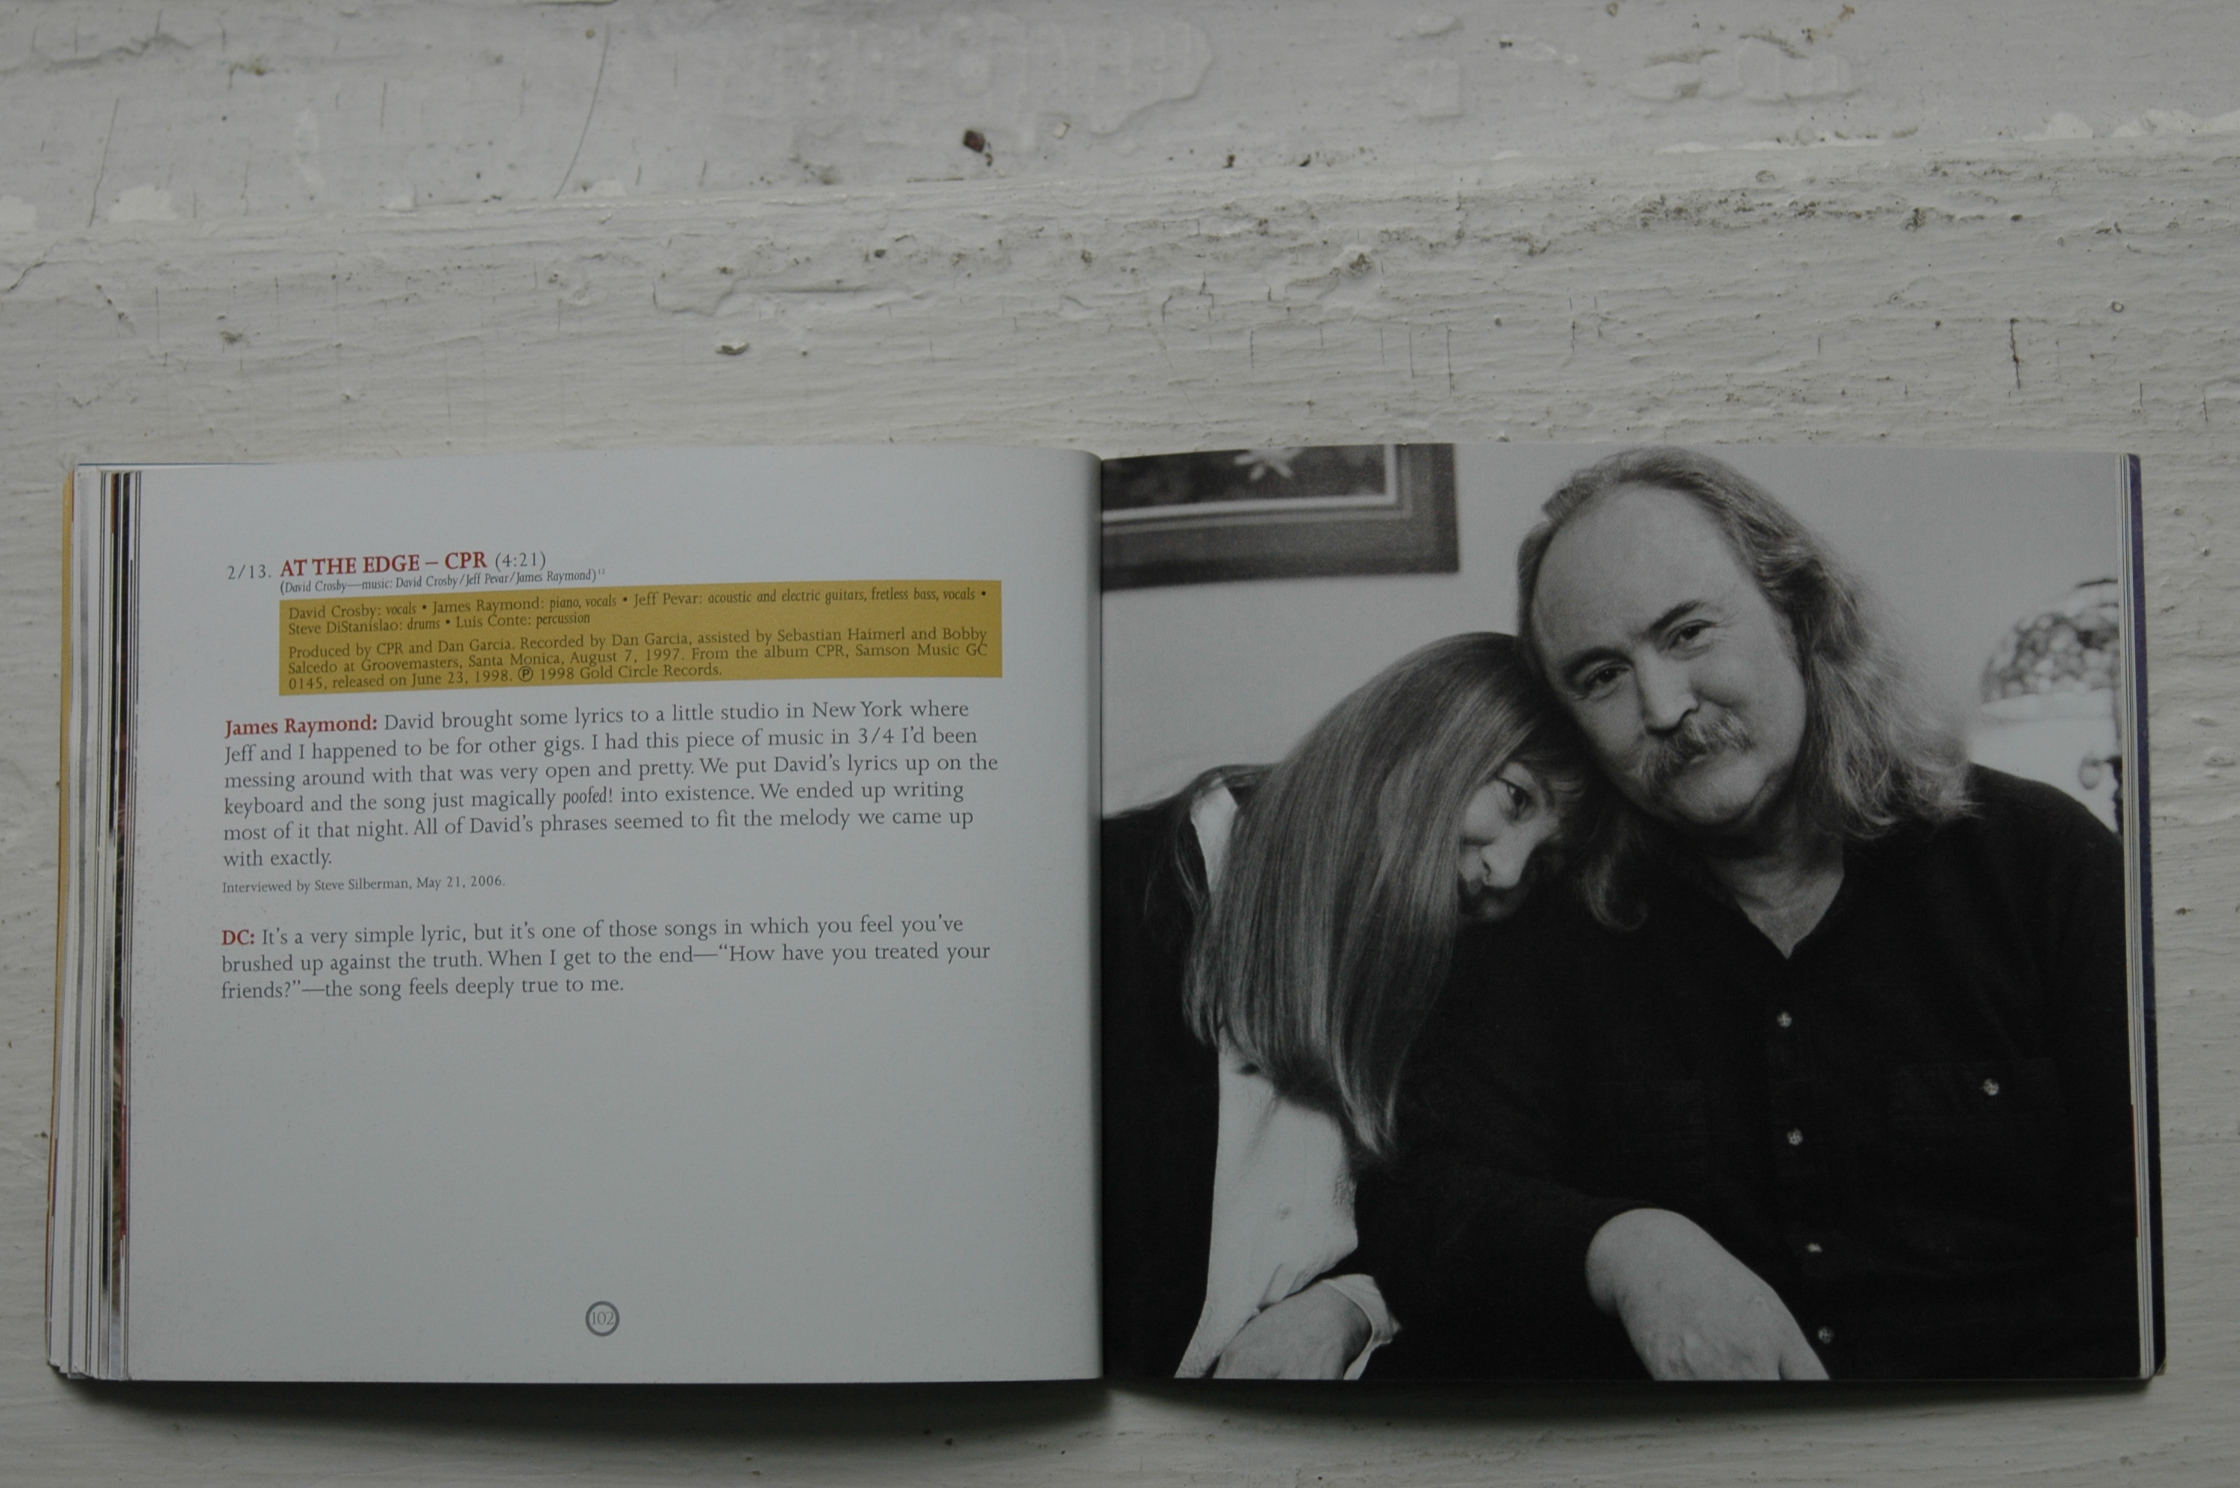 2/13. AT THE EDGE – CPR (4:21)
(David Crosby—music: David Crosby/Jeff Pevar/James Raymond)¹³
David Crosby: vocals • James Raymond: piano, vocals • Jeff Pevar: acoustic and electric guitars, fretless bass, vocals •
Steve DiStanislao: drums • Luis Conte: percussion
Produced by CPR and Dan Garcia. Recorded by Dan Garcia, assisted by Sebastian Haimerl and Bobby
Salcedo at Groovemasters, Santa Monica, August 7, 1997. From the album CPR, Samson Music GC
0145, released on June 23, 1998. ℗ 1998 Gold Circle Records.
James Raymond: David brought some lyrics to a little studio in New York where
Jeff and I happened to be for other gigs. I had this piece of music in 3/4 I'd been
messing around with that was very open and pretty. We put David's lyrics up on the
keyboard and the song just magically poofed! into existence. We ended up writing
most of it that night. All of David's phrases seemed to fit the melody we came up
with exactly.
Interviewed by Steve Silberman, May 21, 2006.
DC: It's a very simple lyric, but it's one of those songs in which you feel you've
brushed up against the truth. When I get to the end—"How have you treated your
friends?"—the song feels deeply true to me.
102